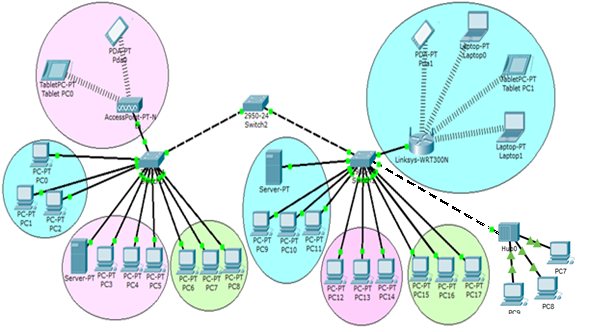 PDA-PT
Pda0
TabletPC-PT
Tablet PC0
AccessPoint-PT-N
2950-24
Switch2
PDA-PT
Pda1
Laptop-PT
Laptop0
TabletPC-PT
Tablet PC1
Laptop-PT
Laptop1
Linksys-WRT300N
PC-PT
PC0
PC-PT
PC1
PC-PT
PC2
Server-PT
PC-PT
PC3
PC-PT
PC4
PC-PT
PC5
PC-PT
PC6
PC-PT
PC7
PC-PT
PC8
Server-PT
PC-PT
PC9
PC-PT
PC10
PC-PT
PC11
PC-PT
PC12
PC-PT
PC13
PC-PT
PC14
PC-PT
PC15
PC-PT
PC16
PC-PT
PC17
Hub0
PC7
PC8
PC9